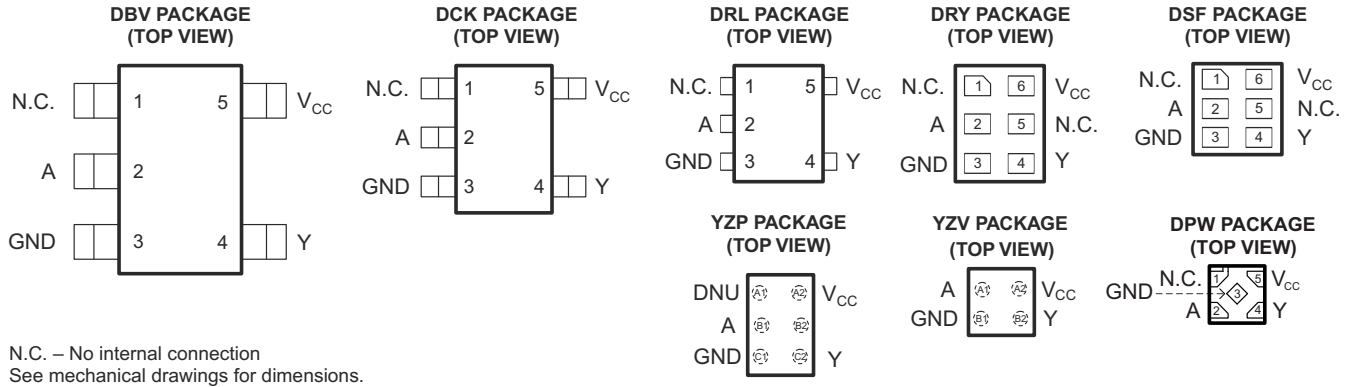 DBV PACKAGE
(TOP VIEW)
N.C. 1 5 VCC
A 2
GND 3 4 Y
DCK PACKAGE
(TOP VIEW)
N.C. 1 5 VCC
A 2
GND 3 4 Y
DRL PACKAGE
(TOP VIEW)
N.C. 1 5 VCC
A 2
GND 3 4 Y
DRY PACKAGE
(TOP VIEW)
N.C. 1 6 VCC
A 2 5 N.C.
GND 3 4 Y
DSF PACKAGE
(TOP VIEW)
N.C. 1 6 VCC
A 2 5 N.C.
GND 3 4 Y
YZP PACKAGE
(TOP VIEW)
DNU A1 A2 VCC
A B1 B2
GND C1 C2 Y
YZV PACKAGE
(TOP VIEW)
A A1 A2 VCC
GND B1 B2 Y
DPW PACKAGE
(TOP VIEW)
N.C. 1 5 VCC
GND 3
A 2 4 Y
N.C. – No internal connection
See mechanical drawings for dimensions.